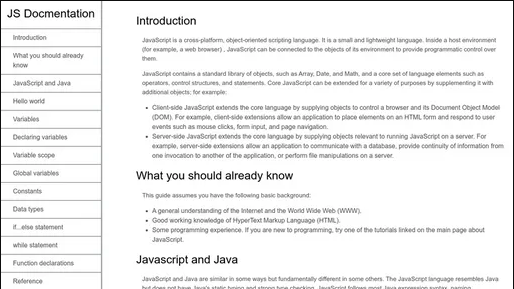 JS Docmentation
Introduction
What you should already
know
JavaScript and Java
Hello world
Variables
Declaring variables
Variable scope
Global variables
Constants
Data types
if...else statement
while statement
Function declarations
Reference
Introduction
JavaScript is a cross-platform, object-oriented scripting language. It is a small and lightweight language. Inside a host environment
(for example, a web browser)., JavaScript can be connected to the objects of its environment to provide programmatic control over
them.
JavaScript contains a standard library of objects, such as Array, Date, and Math, and a core set of language elements such as
operators, control structures, and statements. Core JavaScript can be extended for a variety of purposes by supplementing it with
additional objects; for example:
• Client-side JavaScript extends the core language by supplying objects to control a browser and its Document Object Model
(DOM). For example, client-side extensions allow an application to place elements on an HTML form and respond to user
events such as mouse clicks, form input, and page navigation.
• Server-side JavaScript extends the core language by supplying objects relevant to running JavaScript on a server. For
example, server-side extensions allow an application to communicate with a database, provide continuity of information from
one invocation to another of the application, or perform file manipulations on a server.
What you should already know
This guide assumes you have the following basic background:
• A general understanding of the Internet and the World Wide Web (WWW).
• Good working knowledge of HyperText Markup Language (HTML).
• Some programming experience. If you are new to programming, try one of the tutorials linked on the main page about
JavaScript.
Javascript and Java
JavaScript and Java are similar in some ways but fundamentally different in some others. The JavaScript language resembles Java
but does not have Java's static typing and strong type checking. JavaScript follows most Java expression syntax, naming